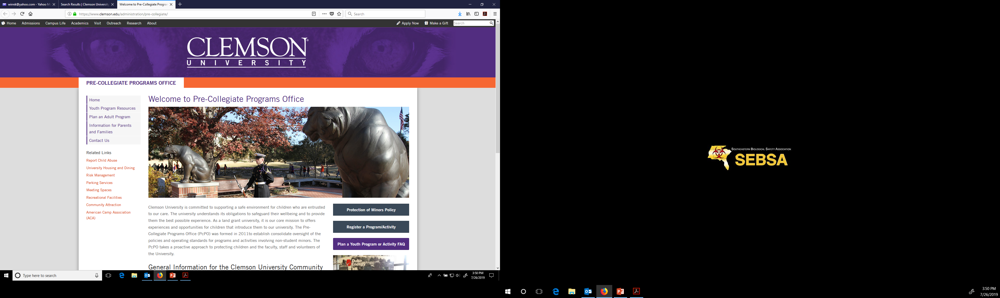 wirrek@yahoo.com - Yahoo M
Search Results | Clemson University
Welcome to Pre-Collegiate Program
https://www.clemson.edu/administration/pre-collegiate/
Search
Home
Admissions
Campus Life
Academics
Visit
Outreach
Research
About
Apply Now
Make a Gift
Search
CLEMSON®
UNIVERSITY
PRE-COLLEGIATE PROGRAMS OFFICE
Home
Youth Program Resources
Plan an Adult Program
Information for Parents
and Families
Contact Us
Related Links
Report Child Abuse
University Housing and Dining
Risk Management
Parking Services
Meeting Spaces
Recreational Facilities
Community Attraction
American Camp Association
(ACA)
Welcome to Pre-Collegiate Programs Office
Clemson University is committed to supporting a safe environment for children who are entrusted
to our care. The university understands its obligations to safeguard their wellbeing and to provide
them the best possible experience. As a land grant university, it is our core mission to offers
experiences and opportunities for children that introduce them to our university. The Pre-
Collegiate Programs Office (PcPO) was formed in 2011to establish consolidate oversight of the
policies and operating standards for programs and activities involving non-student minors. The
PcPO takes a proactive approach to protecting children and the faculty, staff and volunteers of
the University.
General Information for the Clemson University Community
Protection of Minors Policy
Register a Program/Activity
Plan a Youth Program or Activity FAQ
Duke
Energy
Type here to search
3:50 PM
7/26/2019
Southeastern Biological Safety Association
SEBSA
3:50 PM
7/26/2019